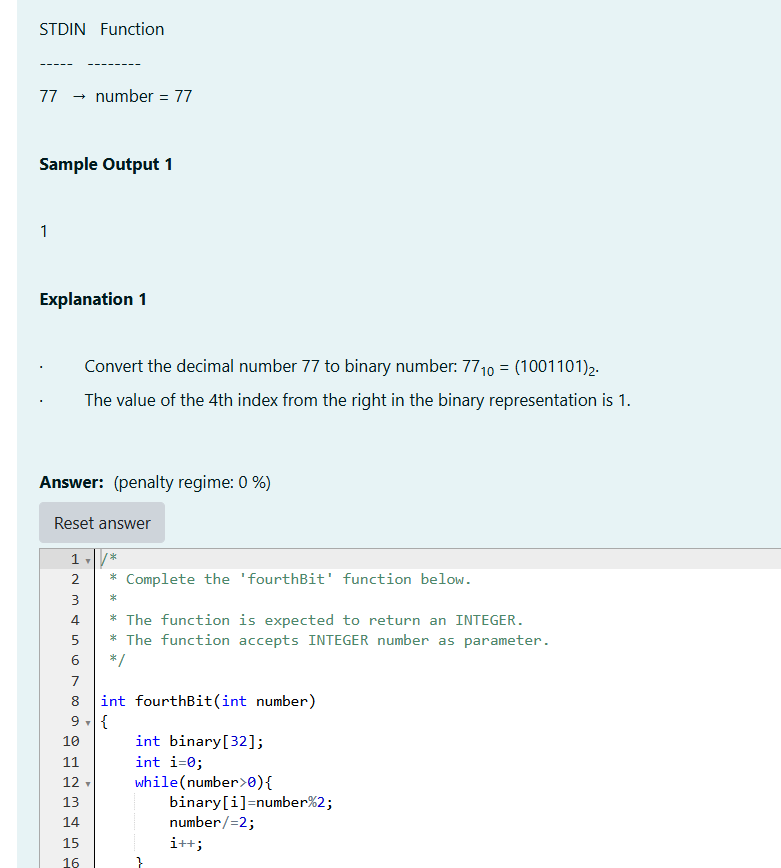 STDIN Function
----- --------
77 → number = 77
Sample Output 1
1
Explanation 1
· Convert the decimal number 77 to binary number: 77₁₀ = (1001101)₂.
· The value of the 4th index from the right in the binary representation is 1.
Answer: (penalty regime: 0 %)
Reset answer
1 /*
2 * Complete the 'fourthBit' function below.
3 *
4 * The function is expected to return an INTEGER.
5 * The function accepts INTEGER number as parameter.
6 */
7
8 int fourthBit(int number)
9 {
10 int binary[32];
11 int i=0;
12 while(number>0){
13 binary[i]=number%2;
14 number/=2;
15 i++;
16 }